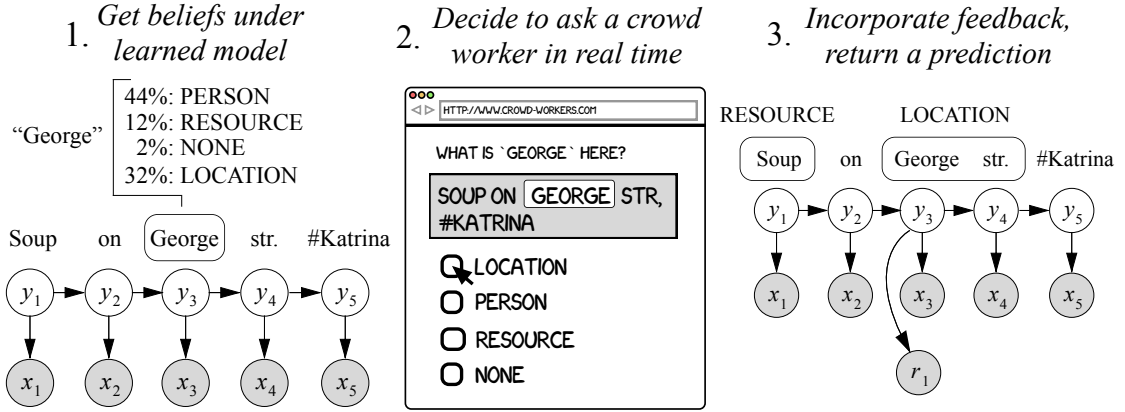 1. Get beliefs under
learned model
“George”
44%: PERSON
12%: RESOURCE
2%: NONE
32%: LOCATION
Soup on George str. #Katrina
y1 y2 y3 y4 y5
x1 x2 x3 x4 x5
2. Decide to ask a crowd
worker in real time
HTTP://WWW.CROWD-WORKERS.COM
WHAT IS `GEORGE` HERE?
SOUP ON GEORGE STR,
#KATRINA
LOCATION
PERSON
RESOURCE
NONE
3. Incorporate feedback,
return a prediction
RESOURCE LOCATION
Soup on George str. #Katrina
y1 y2 y3 y4 y5
x1 x2 x3 x4 x5
r1